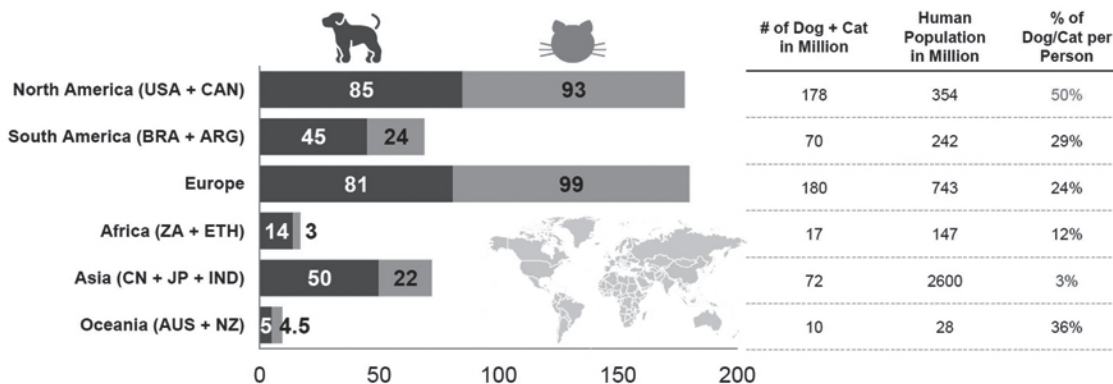 # of Dog + Cat
in Million
Human
Population
in Million
% of
Dog/Cat per
Person
North America (USA + CAN) 85 93 178 354 50%
South America (BRA + ARG) 45 24 70 242 29%
Europe 81 99 180 743 24%
Africa (ZA + ETH) 14 3 17 147 12%
Asia (CN + JP + IND) 50 22 72 2600 3%
Oceania (AUS + NZ) 5 4.5 10 28 36%
0 50 100 150 200